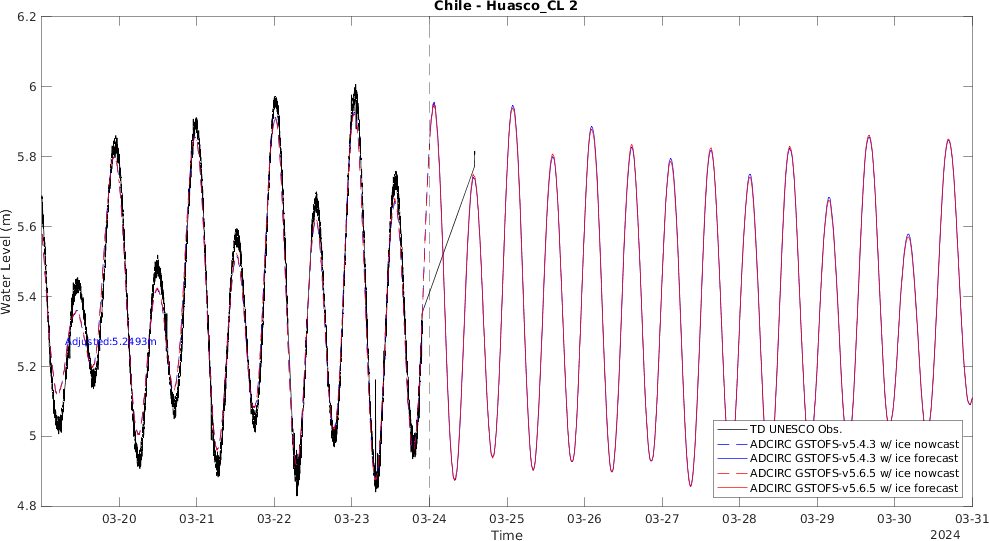 Chile - Huasco_CL 2
6.2
6
5.8
5.6
5.4
5.2
5
4.8
Water Level (m)
Adjusted:5.2493m
TD UNESCO Obs.
ADCIRC GSTOFS-v5.4.3 w/ ice nowcast
ADCIRC GSTOFS-v5.4.3 w/ ice forecast
ADCIRC GSTOFS-v5.6.5 w/ ice nowcast
ADCIRC GSTOFS-v5.6.5 w/ ice forecast
03-20 03-21 03-22 03-23 03-24 03-25 03-26 03-27 03-28 03-29 03-30 03-31
Time
2024